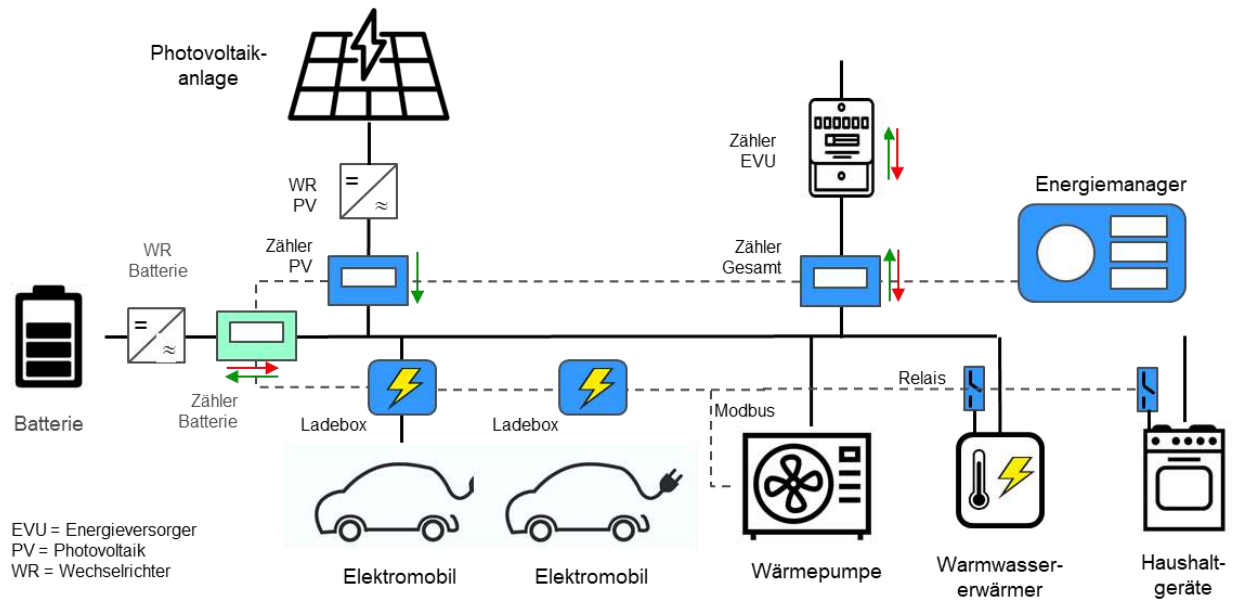 Photovoltaik-
anlage
Zähler
EVU
WR
PV
Energiemanager
Zähler
PV
Zähler
Gesamt
WR
Batterie
Relais
Zähler
Batterie
Batterie
Ladebox
Ladebox
Modbus
EVU = Energieversorger
PV = Photovoltaik
WR = Wechselrichter
Elektromobil
Elektromobil
Wärmepumpe
Warmwasser-
erwärmer
Haushalt-
geräte